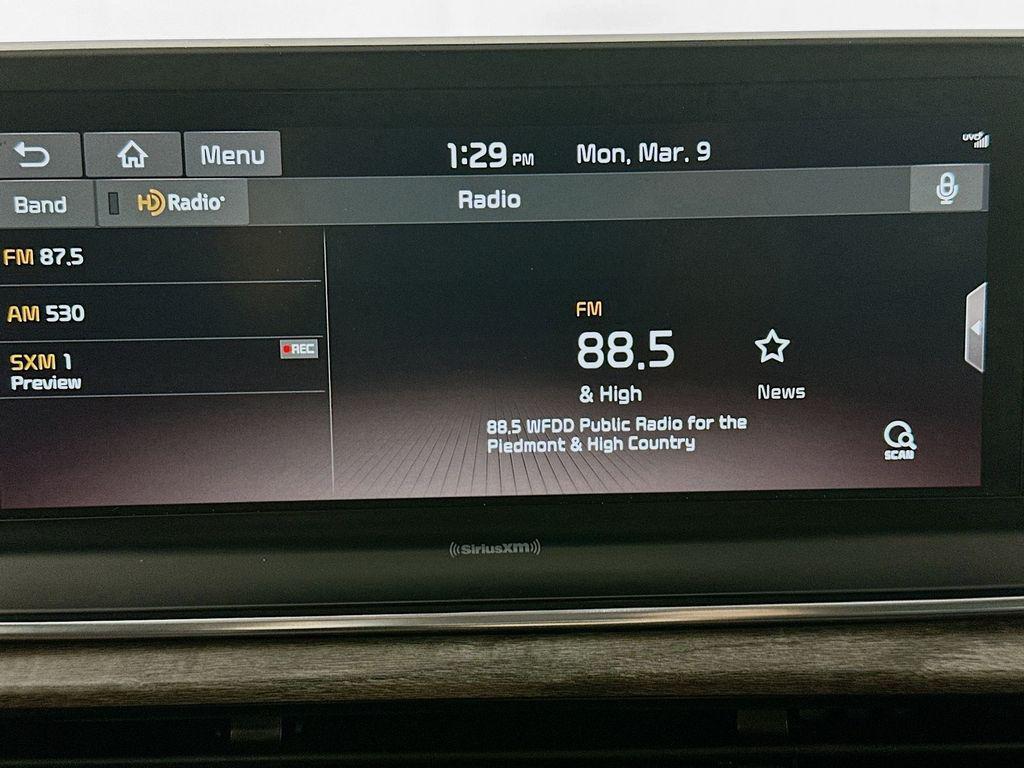 Menu
1:29 PM
Mon, Mar. 9
UVO
Band
HD Radio
Radio
FM 87.5
AM 530
SXM 1
REC
Preview
FM
88.5
& High
News
88.5 WFDD Public Radio for the
Piedmont & High Country
SCAN
((SiriusXM))